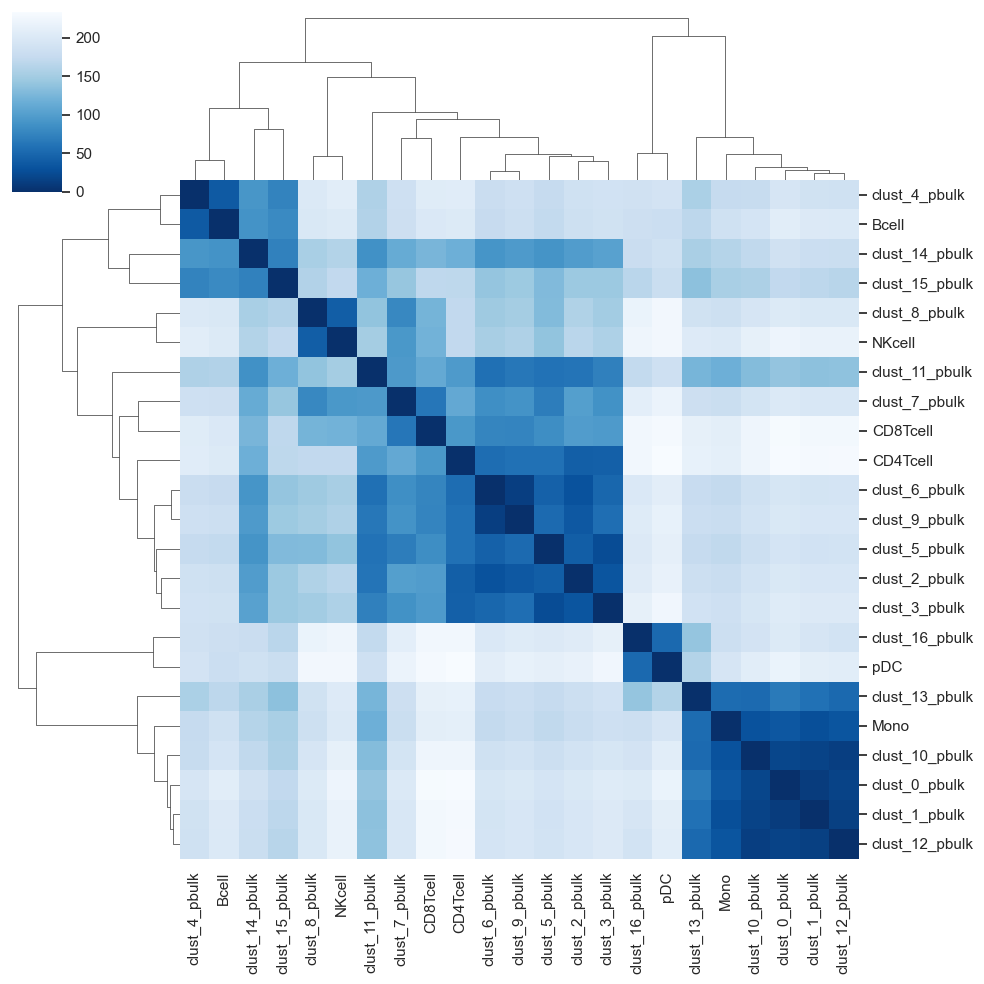 200
150
100
50
0
clust_4_pbulk
Bcell
clust_14_pbulk
clust_15_pbulk
clust_8_pbulk
NKcell
clust_11_pbulk
clust_7_pbulk
CD8Tcell
CD4Tcell
clust_6_pbulk
clust_9_pbulk
clust_5_pbulk
clust_2_pbulk
clust_3_pbulk
clust_16_pbulk
pDC
clust_13_pbulk
Mono
clust_10_pbulk
clust_0_pbulk
clust_1_pbulk
clust_12_pbulk
clust_4_pbulk
Bcell
clust_14_pbulk
clust_15_pbulk
clust_8_pbulk
NKcell
clust_11_pbulk
clust_7_pbulk
CD8Tcell
CD4Tcell
clust_6_pbulk
clust_9_pbulk
clust_5_pbulk
clust_2_pbulk
clust_3_pbulk
clust_16_pbulk
pDC
clust_13_pbulk
Mono
clust_10_pbulk
clust_0_pbulk
clust_1_pbulk
clust_12_pbulk